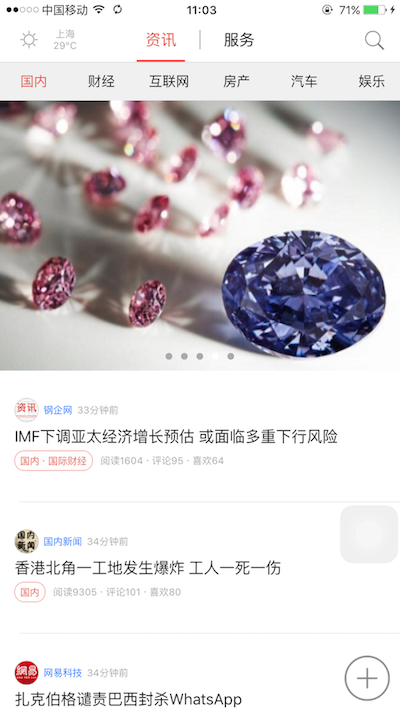 中国移动 11:03 71%
上海
29°C
资讯 服务
国内 财经 互联网 房产 汽车 娱乐
资讯 钢企网 33分钟前
IMF下调亚太经济增长预估 或面临多重下行风险
国内 · 国际财经 阅读1604 · 评论95 · 喜欢64
国内新闻 国内新闻 34分钟前
香港北角一工地发生爆炸 工人一死一伤
国内 阅读9305 · 评论101 · 喜欢80
網易 网易科技 34分钟前
扎克伯格谴责巴西封杀WhatsApp